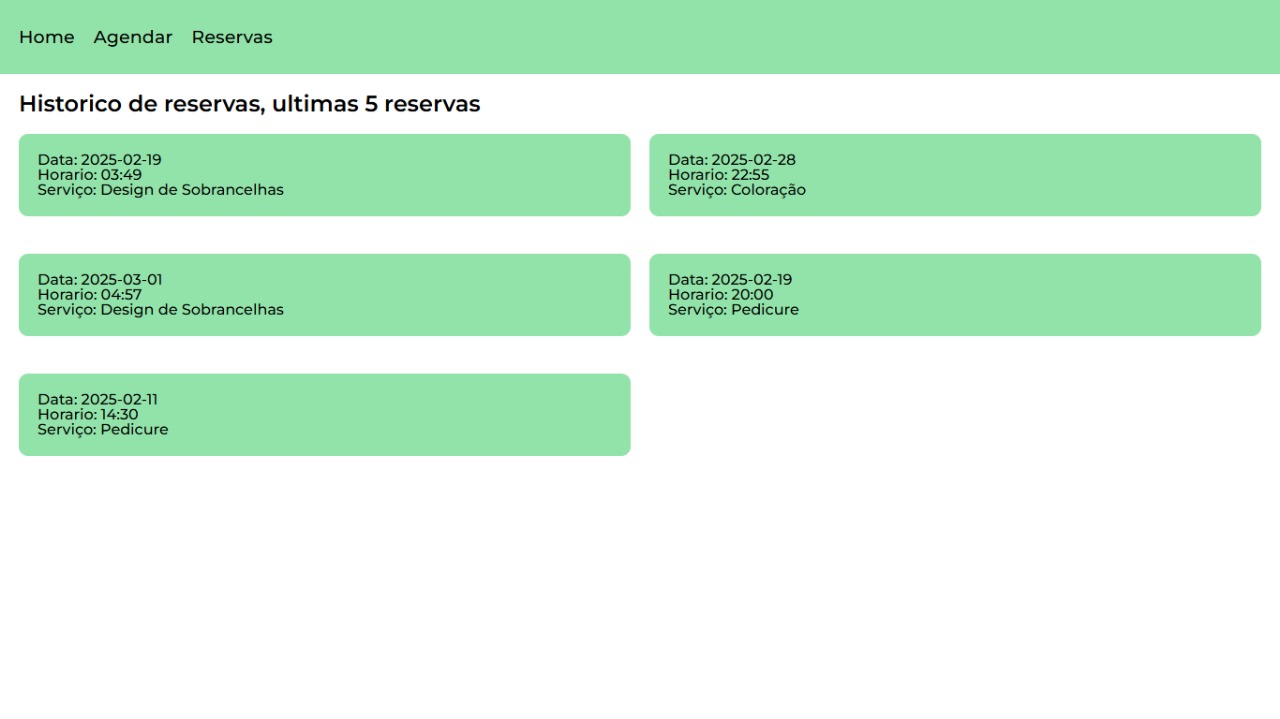 Home Agendar Reservas
Historico de reservas, ultimas 5 reservas
Data: 2025-02-19
Horario: 03:49
Serviço: Design de Sobrancelhas
Data: 2025-02-28
Horario: 22:55
Serviço: Coloração
Data: 2025-03-01
Horario: 04:57
Serviço: Design de Sobrancelhas
Data: 2025-02-19
Horario: 20:00
Serviço: Pedicure
Data: 2025-02-11
Horario: 14:30
Serviço: Pedicure